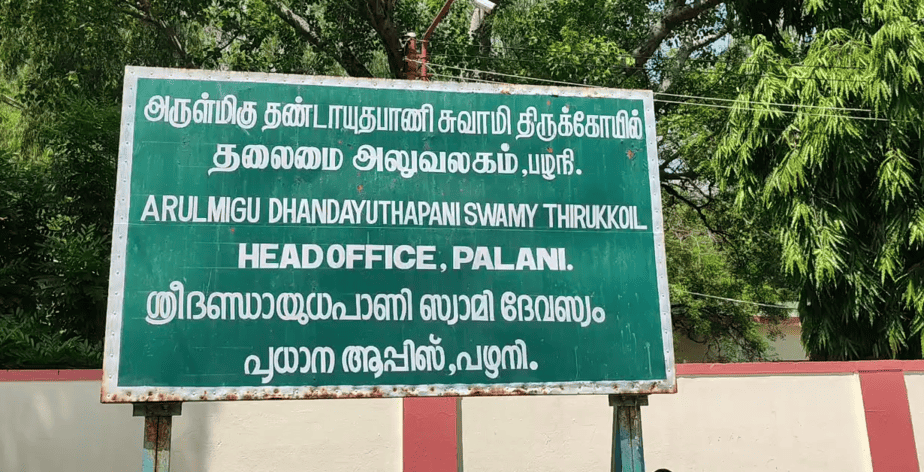 அருள்மிகு தண்டாயுதபாணி சுவாமி திருக்கோயில்
தலைமை அலுவலகம், பழநி.
ARULMIGU DHANDAYUTHAPANI SWAMY THIRUKKOIL
HEAD OFFICE, PALANI.
ശ്രീദണ്ഡായുധപാണി സ്വാമി ദേവസ്വം
പ്രധാന ആപ്പിസ്, പഴനി.